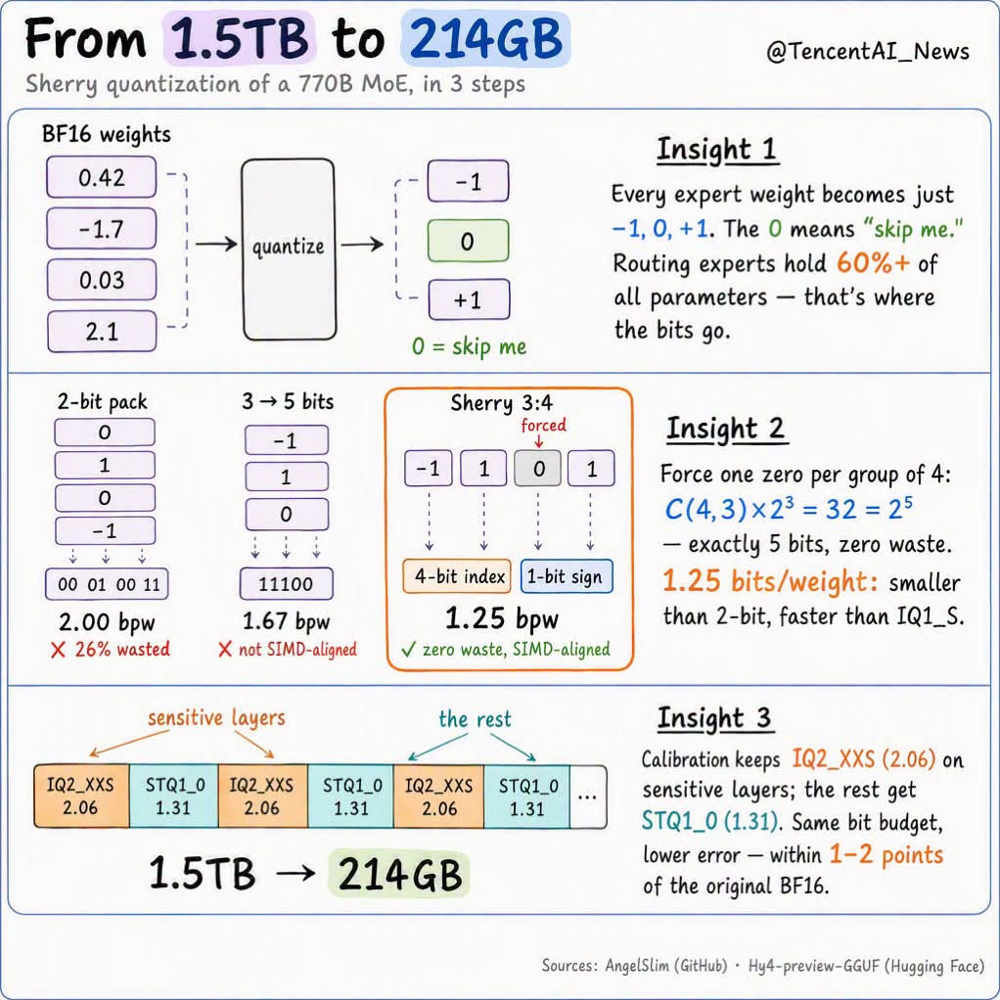 From 1.5TB to 214GB
@TencentAI_News
Sherry quantization of a 770B MoE, in 3 steps
BF16 weights
0.42
−1.7
0.03
2.1
quantize
−1
0
+1
0 = skip me
Insight 1
Every expert weight becomes just
−1, 0, +1. The 0 means “skip me."
Routing experts hold 60%+ of
all parameters — that's where
the bits go.
2-bit pack
0
1
0
−1
00 01 00 11
2.00 bpw
✗ 26% wasted
3 → 5 bits
−1
1
0
11100
1.67 bpw
✗ not SIMD-aligned
Sherry 3:4
forced
−1 1 0 1
4-bit index 1-bit sign
1.25 bpw
✓ zero waste, SIMD-aligned
Insight 2
Force one zero per group of 4:
C(4,3)×2³ = 32 = 2⁵
— exactly 5 bits, zero waste.
1.25 bits/weight: smaller
than 2-bit, faster than IQ1_S.
sensitive layers
the rest
IQ2_XXS STQ1_0 IQ2_XXS STQ1_0 IQ2_XXS STQ1_0 ...
2.06 1.31 2.06 1.31 2.06 1.31
1.5TB → 214GB
Insight 3
Calibration keeps IQ2_XXS (2.06) on
sensitive layers; the rest get
STQ1_0 (1.31). Same bit budget,
lower error — within 1–2 points
of the original BF16.
Sources: AngelSlim (GitHub) • Hy4-preview-GGUF (Hugging Face)